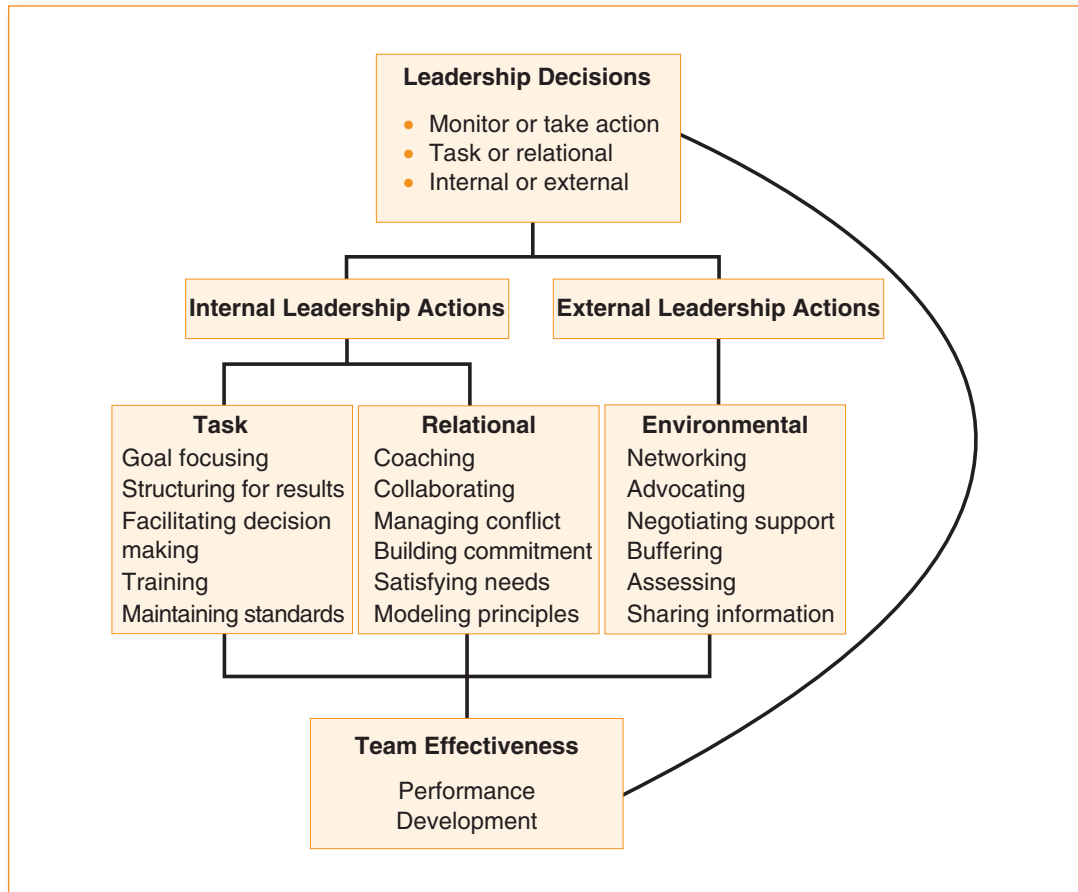 Leadership Decisions
• Monitor or take action
• Task or relational
• Internal or external
Internal Leadership Actions
External Leadership Actions
Task
Goal focusing
Structuring for results
Facilitating decision
making
Training
Maintaining standards
Relational
Coaching
Collaborating
Managing conflict
Building commitment
Satisfying needs
Modeling principles
Environmental
Networking
Advocating
Negotiating support
Buffering
Assessing
Sharing information
Team Effectiveness
Performance
Development